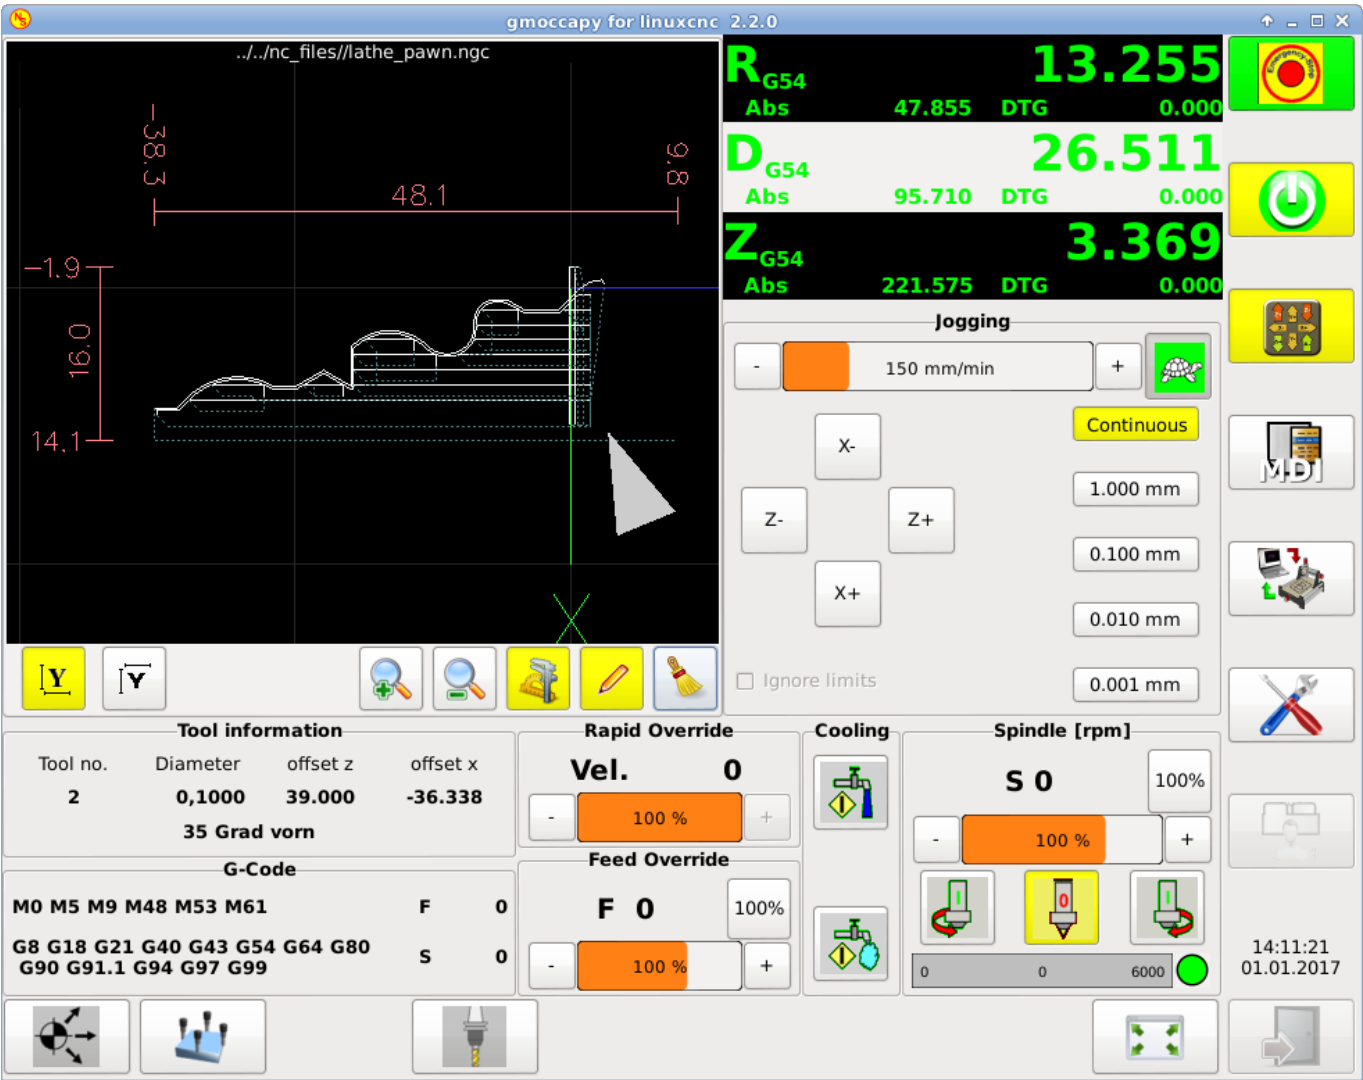 gmoccapy for linuxcnc 2.2.0
../../nc_files//lathe_pawn.ngc
-38.3
9.8
48.1
-1.9
16.0
14.1
R G54 13.255
Abs 47.855 DTG 0.000
D G54 26.511
Abs 95.710 DTG 0.000
Z G54 3.369
Abs 221.575 DTG 0.000
Emergency-Stop
Jogging
- 150 mm/min +
Continuous
X-
1.000 mm
Z- Z+
0.100 mm
X+
0.010 mm
Ignore limits
0.001 mm
MDI
Y Y
Tool information
Tool no. Diameter offset z offset x
2 0,1000 39.000 -36.338
35 Grad vorn
G-Code
M0 M5 M9 M48 M53 M61 F 0
G8 G18 G21 G40 G43 G54 G64 G80
G90 G91.1 G94 G97 G99
S 0
Rapid Override
Vel. 0
- 100 % +
Feed Override
F 0 100%
- 100 % +
Cooling
Spindle [rpm]
S 0 100%
- 100 % +
I 0 I
0 0 6000
14:11:21
01.01.2017